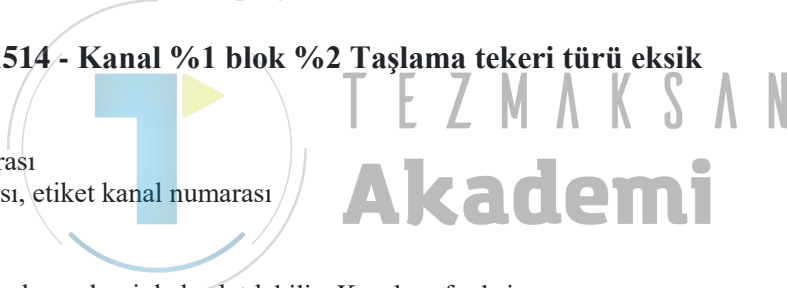 514 - Kanal %1 blok %2 Taşlama tekeri türü eksik
TEZMAKSAN
Akademi
rası
sı, etiket kanal numarası